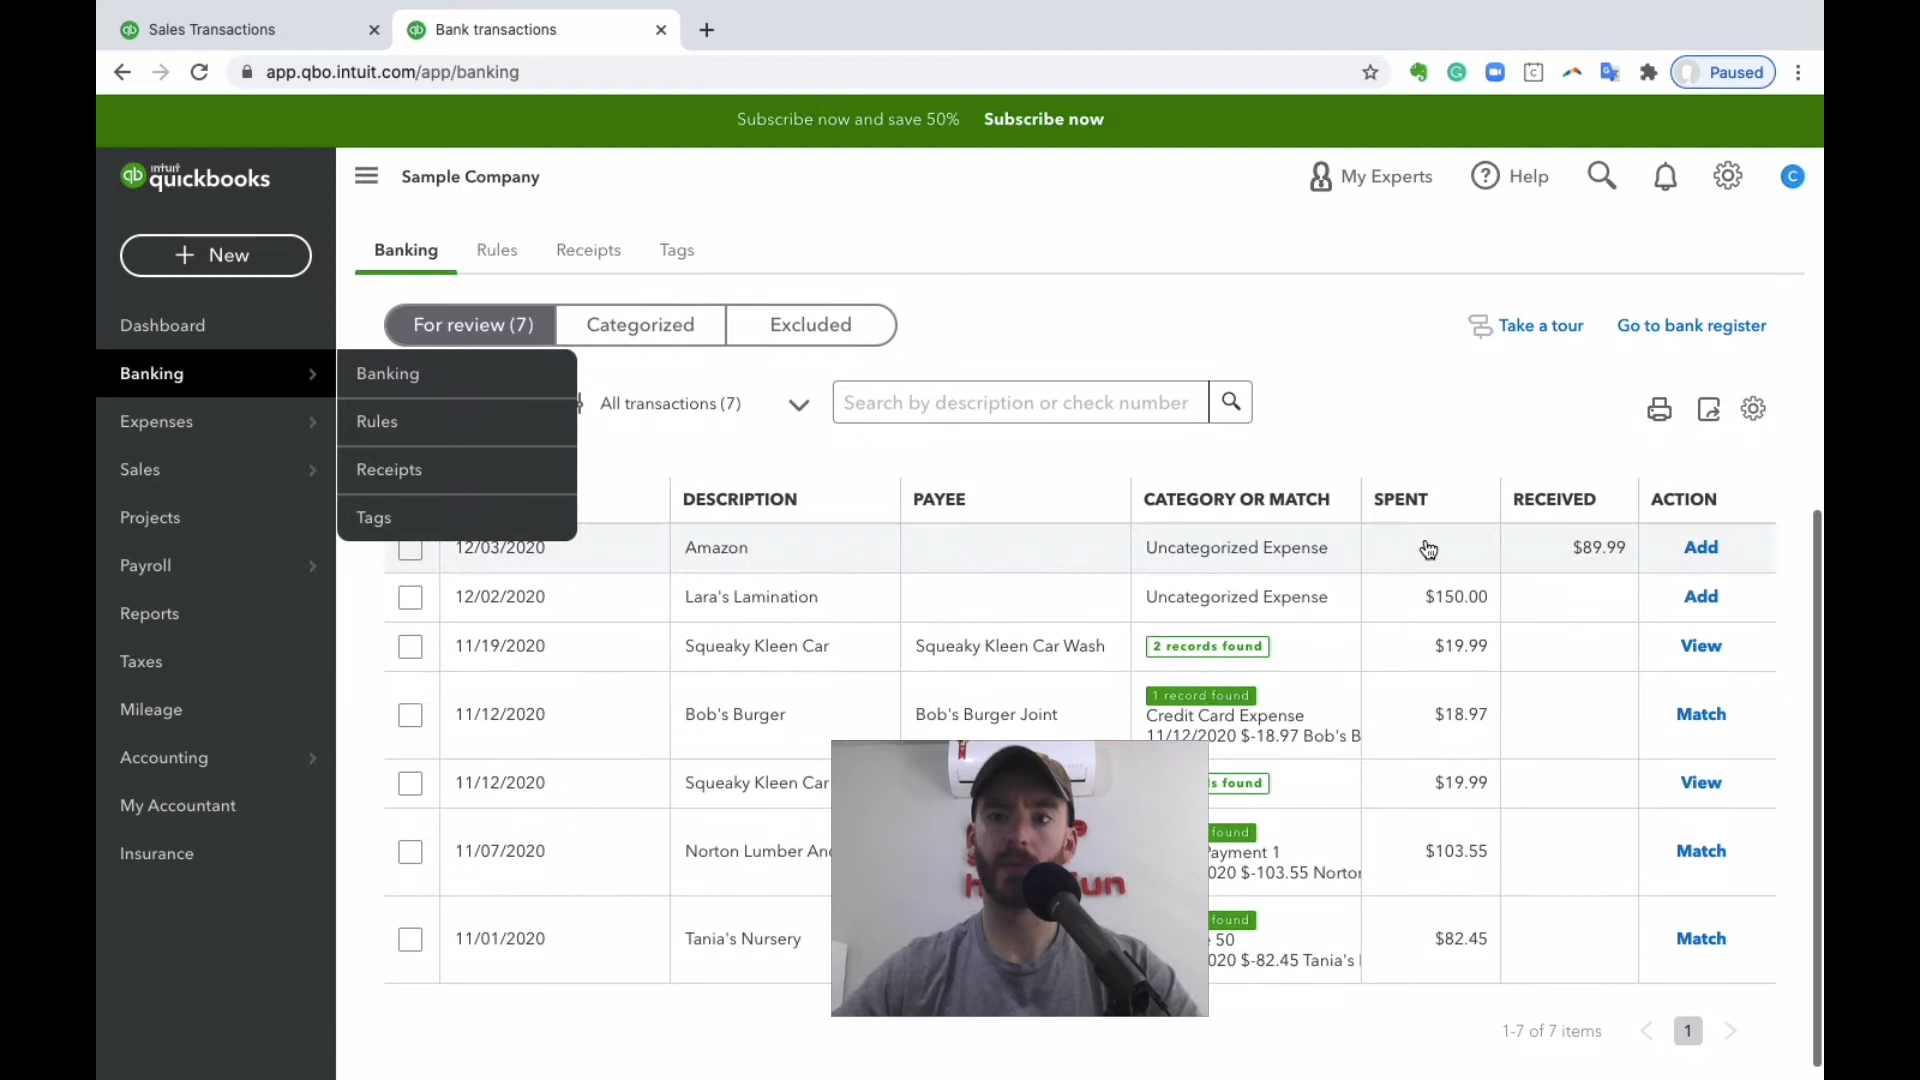 Sales Transactions
Bank transactions
app.qbo.intuit.com/app/banking
Paused
Subscribe now and save 50% Subscribe now
intuit
quickbooks
Sample Company
My Experts
Help
C
New
Banking Rules Receipts Tags
Dashboard
Banking
Expenses
Sales
Projects
Payroll
Reports
Taxes
Mileage
Accounting
My Accountant
Insurance
Banking
Rules
Receipts
Tags
For review (7) Categorized Excluded
Take a tour Go to bank register
All transactions (7)
Search by description or check number
DESCRIPTION PAYEE CATEGORY OR MATCH SPENT RECEIVED ACTION
12/03/2020 Amazon Uncategorized Expense $89.99 Add
12/02/2020 Lara's Lamination Uncategorized Expense $150.00 Add
11/19/2020 Squeaky Kleen Car Squeaky Kleen Car Wash 2 records found $19.99 View
1 record found
11/12/2020 Bob's Burger Bob's Burger Joint Credit Card Expense $18.97 Match
11/12/2020 $-18.97 Bob's B
11/12/2020 Squeaky Kleen Car s found $19.99 View
found
11/07/2020 Norton Lumber And ayment 1 $103.55 Match
020 $-103.55 Norton
found
11/01/2020 Tania's Nursery 50 $82.45 Match
020 $-82.45 Tania's
1-7 of 7 items 1